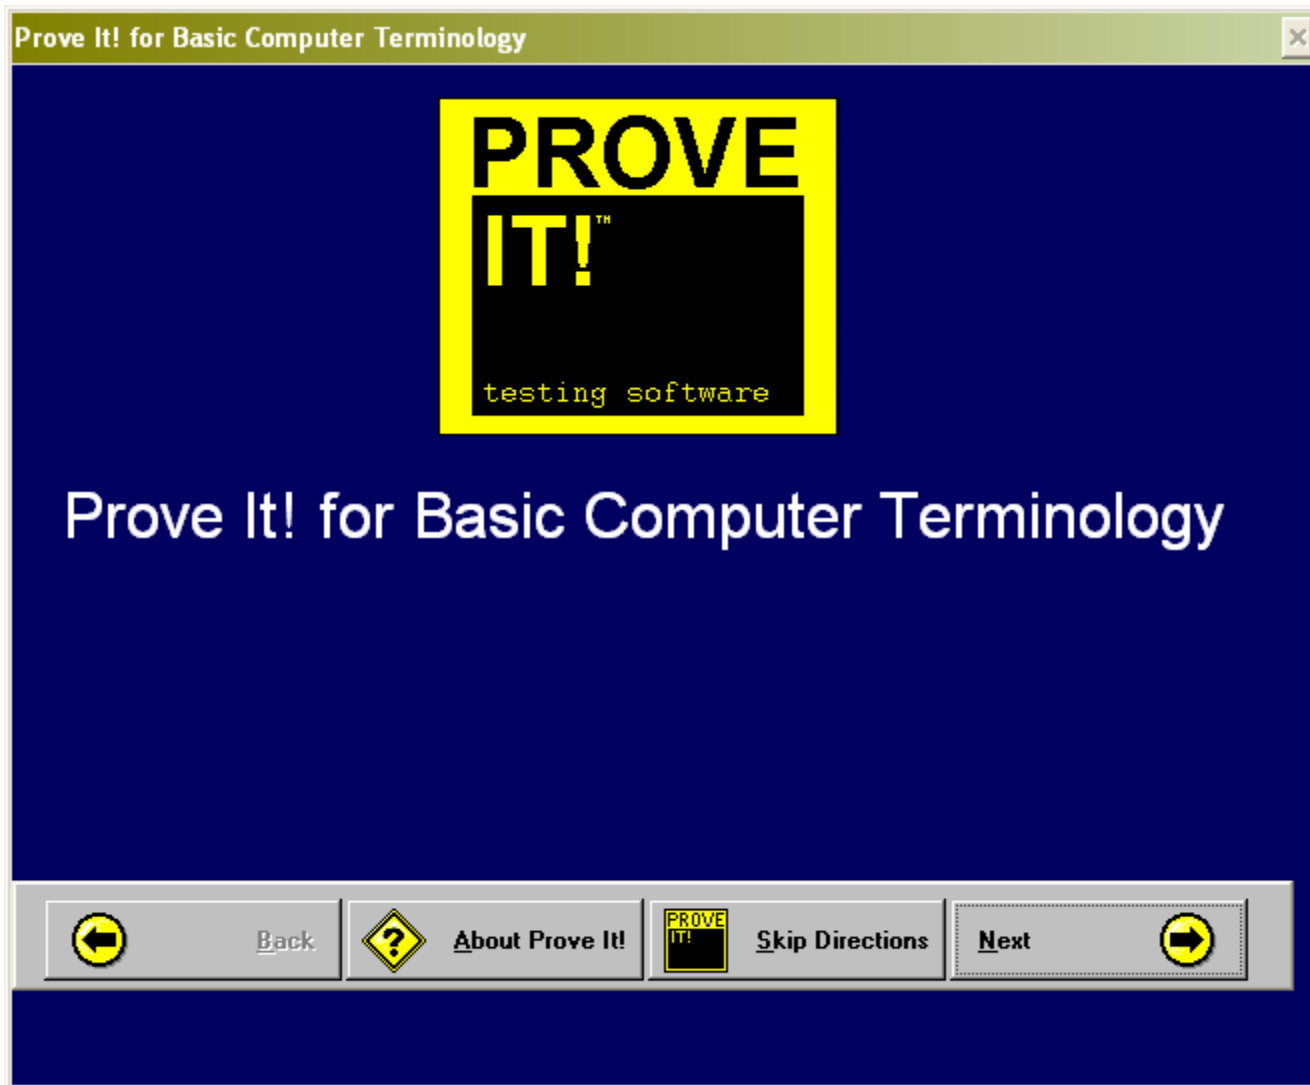 Prove It! for Basic Computer Terminology
PROVE
IT!™
testing software
Prove It! for Basic Computer Terminology
Back
About Prove It!
PROVE
IT!
Skip Directions
Next